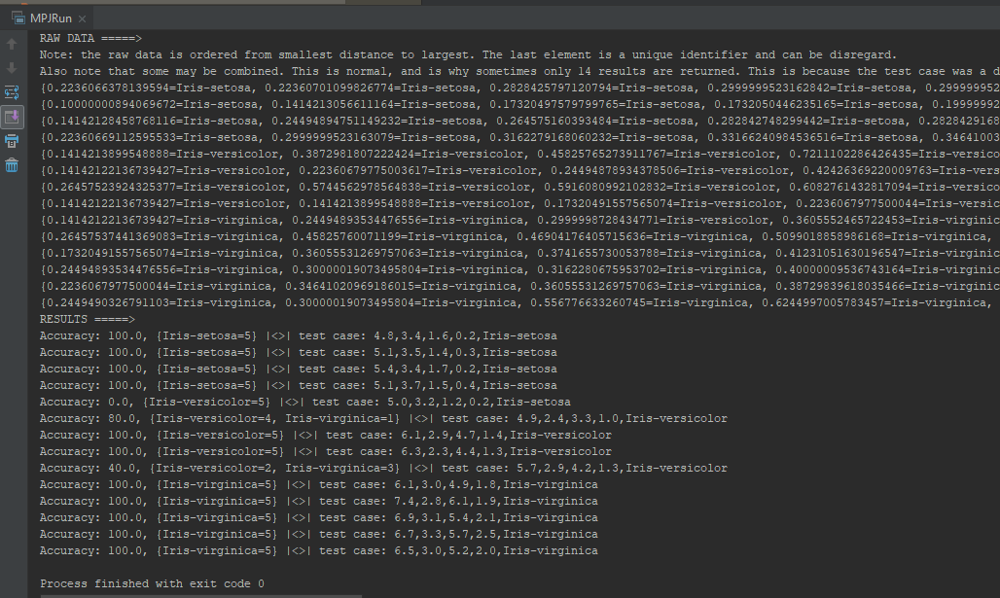 MPJRun ×
RAW DATA =====>
Note: the raw data is ordered from smallest distance to largest. The last element is a unique identifier and can be disregard.
Also note that some may be combined. This is normal, and is why sometimes only 14 results are returned. This is because the test case was a d
{0.2236066378139594=Iris-setosa, 0.22360701099826774=Iris-setosa, 0.2828425797120794=Iris-setosa, 0.2999999523162842=Iris-setosa, 0.299999952
{0.10000000894069672=Iris-setosa, 0.1414213056611164=Iris-setosa, 0.17320497579799765=Iris-setosa, 0.1732050446235165=Iris-setosa, 0.19999992
{0.14142128458768116=Iris-setosa, 0.24494894751149232=Iris-setosa, 0.264575160393484=Iris-setosa, 0.282842748299442=Iris-setosa, 0.2828429168
{0.22360669112595533=Iris-setosa, 0.2999999952316079=Iris-setosa, 0.3162279168060232=Iris-setosa, 0.3316624098453651 6=Iris-setosa, 0.34641003
{0.1414213899548888=Iris-versicolor, 0.3872981807222424=Iris-versicolor, 0.45825765273911767=Iris-versicolor, 0.7211102286426435=Iris-versico
{0.14142122136739427=Iris-versicolor, 0.22360679775003617=Iris-versicolor, 0.24494878934378506=Iris-versicolor, 0.42426369220009763=Iris-vers
{0.26457523924325377=Iris-versicolor, 0.5744562978564838=Iris-versicolor, 0.5916080992102832=Iris-versicolor, 0.6082761432817094=Iris-versico
{0.14142122136739427=Iris-versicolor, 0.1414213899548888=Iris-versicolor, 0.17320491557565074=Iris-versicolor, 0.2236067977500044=Iris-versic
{0.14142122136739427=Iris-virginica, 0.24494893534476556=Iris-virginica, 0.2999998728434771=Iris-versicolor, 0.3605552465722453=Iris-virginic
{0.26457537441369083=Iris-virginica, 0.45825760071199=Iris-virginica, 0.46904176405715636=Iris-virginica, 0.5099018858986168=Iris-virginica,
{0.17320491557565074=Iris-virginica, 0.36055531269757063=Iris-virginica, 0.3741655730053788=Iris-virginica, 0.41231051630196547=Iris-virginic
{0.24494893534476556=Iris-virginica, 0.30000019073495804=Iris-virginica, 0.3162280675953702=Iris-virginica, 0.40000009536743164=Iris-virginic
{0.2236067977500044=Iris-virginica, 0.34641020969186015=Iris-virginica, 0.36055531269757063=Iris-virginica, 0.38729839618035466=Iris-virginic
{0.2449490326791103=Iris-virginica, 0.30000019073495804=Iris-virginica, 0.556776633260745=Iris-virginica, 0.6244997005783457=Iris-virginica,
RESULTS =====>
Accuracy: 100.0, {Iris-setosa=5} |<>| test case: 4.8,3.4,1.6,0.2,Iris-setosa
Accuracy: 100.0, {Iris-setosa=5} |<>| test case: 5.1,3.5,1.4,0.3,Iris-setosa
Accuracy: 100.0, {Iris-setosa=5} |<>| test case: 5.4,3.4,1.7,0.2,Iris-setosa
Accuracy: 100.0, {Iris-setosa=5} |<>| test case: 5.1,3.7,1.5,0.4,Iris-setosa
Accuracy: 0.0, {Iris-versicolor=5} |<>| test case: 5.0,3.2,1.2,0.2,Iris-setosa
Accuracy: 80.0, {Iris-versicolor=4, Iris-virginica=1} |<>| test case: 4.9,2.4,3.3,1.0,Iris-versicolor
Accuracy: 100.0, {Iris-versicolor=5} |<>| test case: 6.1,2.9,4.7,1.4,Iris-versicolor
Accuracy: 100.0, {Iris-versicolor=5} |<>| test case: 6.3,2.3,4.4,1.3,Iris-versicolor
Accuracy: 40.0, {Iris-versicolor=2, Iris-virginica=3} |<>| test case: 5.7,2.9,4.2,1.3,Iris-versicolor
Accuracy: 100.0, {Iris-virginica=5} |<>| test case: 6.1,3.0,4.9,1.8,Iris-virginica
Accuracy: 100.0, {Iris-virginica=5} |<>| test case: 7.4,2.8,6.1,1.9,Iris-virginica
Accuracy: 100.0, {Iris-virginica=5} |<>| test case: 6.9,3.1,5.4,2.1,Iris-virginica
Accuracy: 100.0, {Iris-virginica=5} |<>| test case: 6.7,3.3,5.7,2.5,Iris-virginica
Accuracy: 100.0, {Iris-virginica=5} |<>| test case: 6.5,3.0,5.2,2.0,Iris-virginica
Process finished with exit code 0